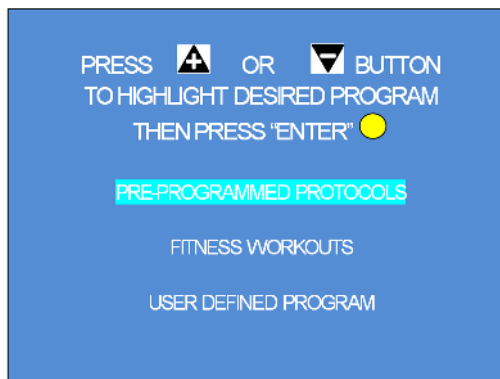 PRESS + OR - BUTTON
TO HIGHLIGHT DESIRED PROGRAM
THEN PRESS "ENTER"
PRE-PROGRAMMED PROTOCOLS
FITNESS WORKOUTS
USER DEFINED PROGRAM